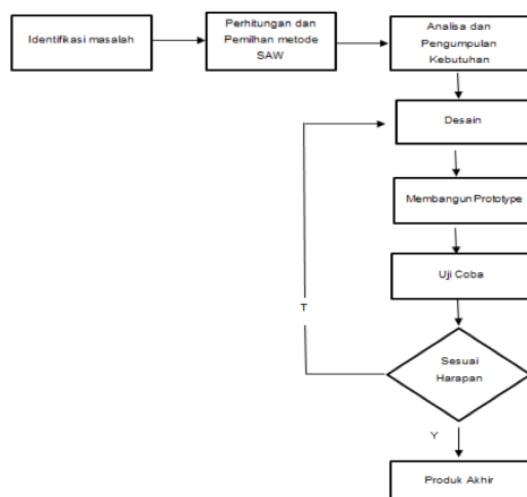 Identifikasi masalah
Perhitungan dan
Pemilhan metode
SAW
Analisa dan
Pengumpulan
Kebutuhan
Desain
Membangun Prototype
Uji Coba
T
Sesuai
Harapan
Y
Produk Akhir